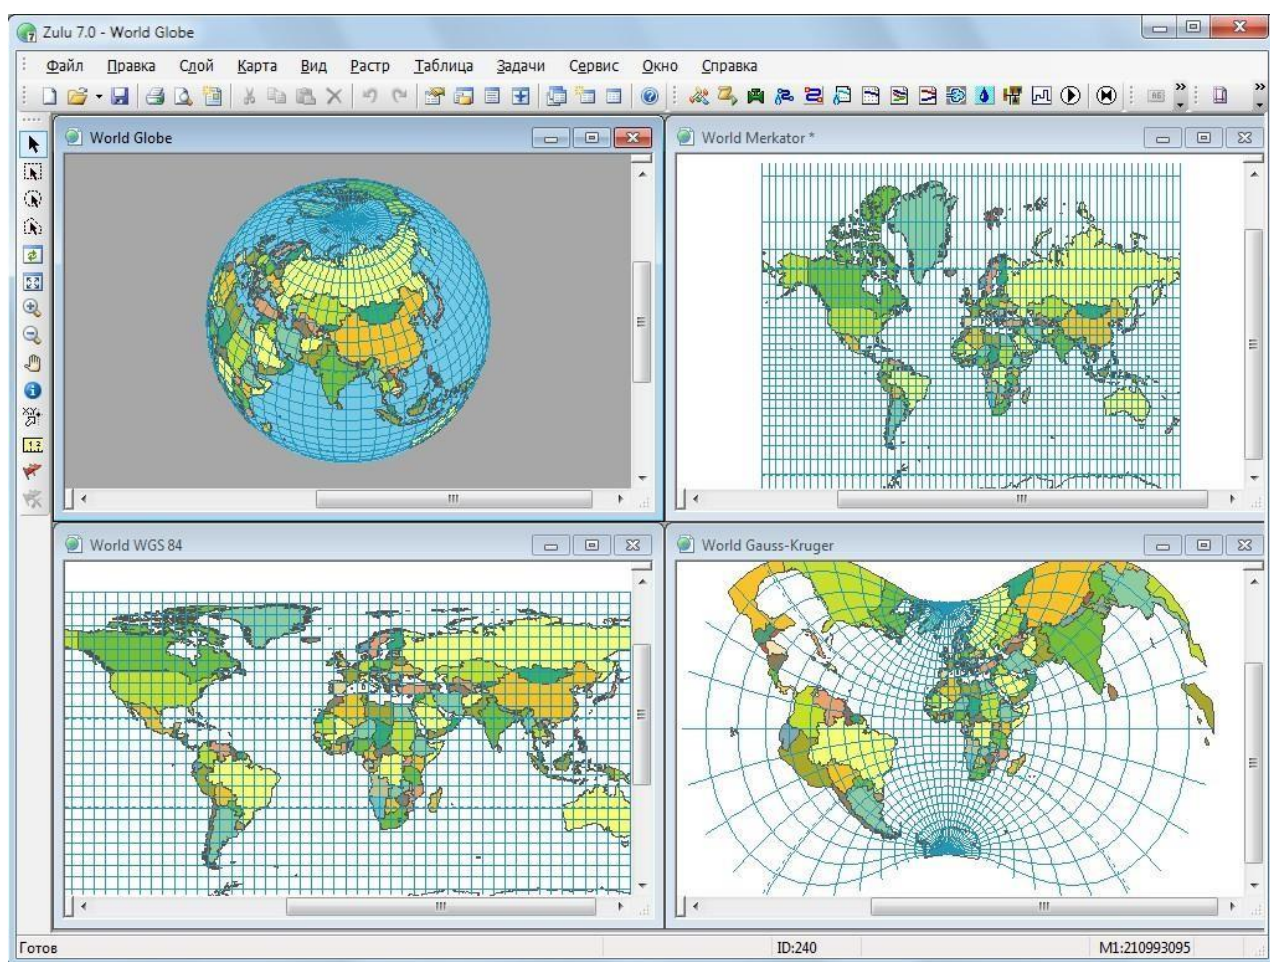 Zulu 7.0 - World Globe
Файл Правка Слой Карта Вид Растр Таблица Задачи Сервис Окно Справка
World Globe
World Merkator *
World WGS 84
World Gauss-Kruger
Готов ID:240 M1:210993095